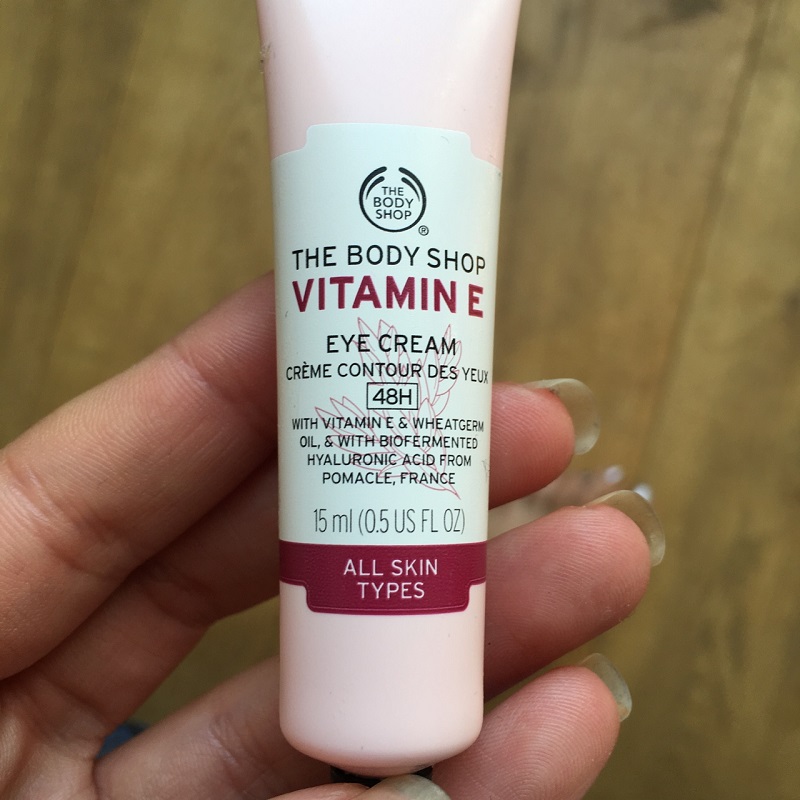 THE
BODY
SHOP
®
THE BODY SHOP
VITAMIN E
EYE CREAM
CRÈME CONTOUR DES YEUX
48H
WITH VITAMIN E & WHEATGERM
OIL, & WITH BIOFERMENTED
HYALURONIC ACID FROM
POMACLE, FRANCE
15 ml (0.5 US FL OZ)
ALL SKIN
TYPES